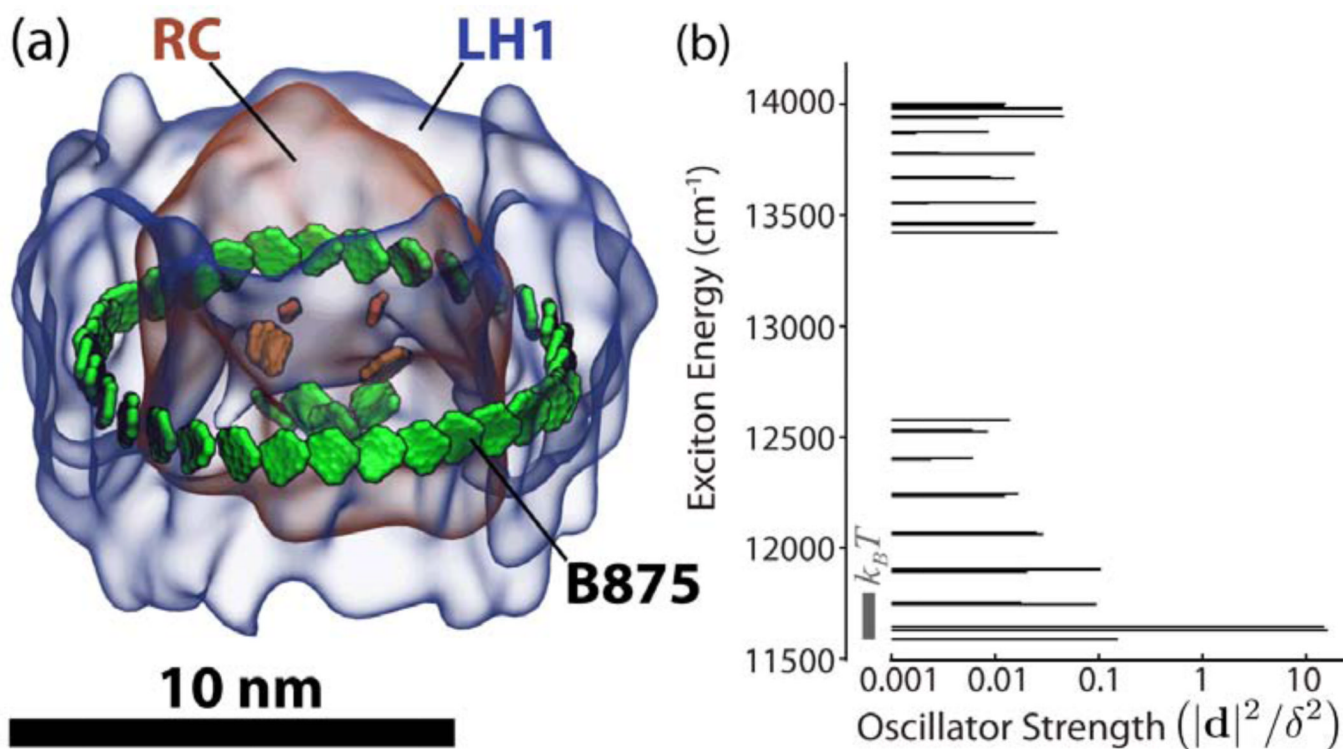 (a)
RC
LH1
B875
10 nm
(b)
Exciton Energy (cm⁻¹)
14000
13500
13000
12500
12000
11500
k_BT
0.001 0.01 0.1 1 10
Oscillator Strength (|d|²/δ²)